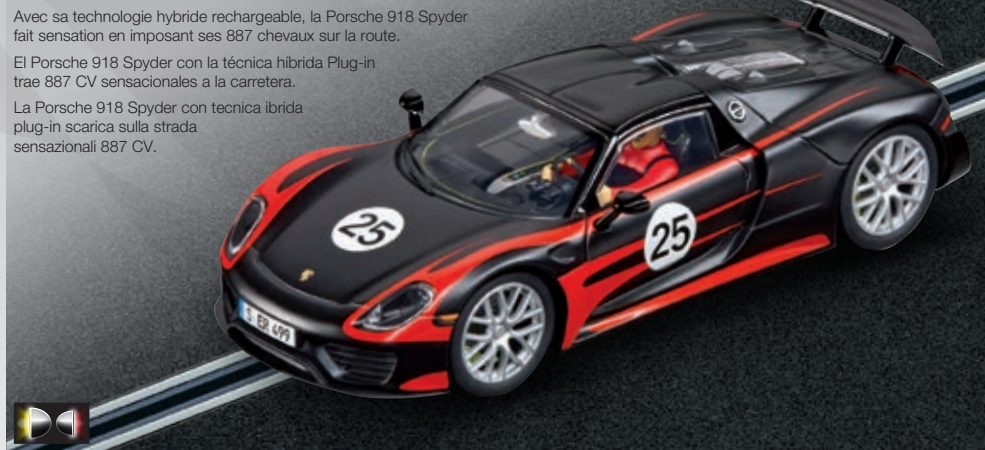 Avec sa technologie hybride rechargeable, la Porsche 918 Spyder
fait sensation en imposant ses 887 chevaux sur la route.
El Porsche 918 Spyder con la técnica híbrida Plug-in
trae 887 CV sensacionales a la carretera.
La Porsche 918 Spyder con tecnica ibrida
plug-in scarica sulla strada
sensazionali 887 CV.
25
25
S ER 499